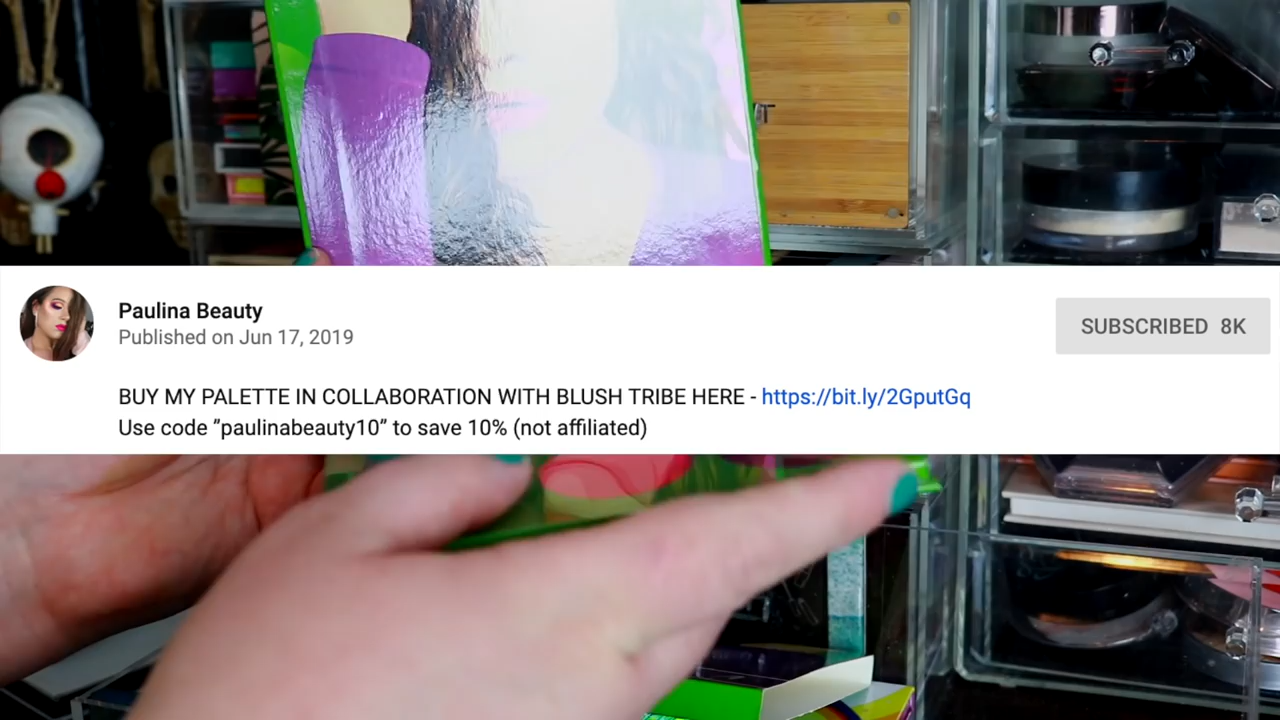 Paulina Beauty
Published on Jun 17, 2019
SUBSCRIBED 8K
BUY MY PALETTE IN COLLABORATION WITH BLUSH TRIBE HERE - https://bit.ly/2GputGq
Use code ”paulinabeauty10” to save 10% (not affiliated)